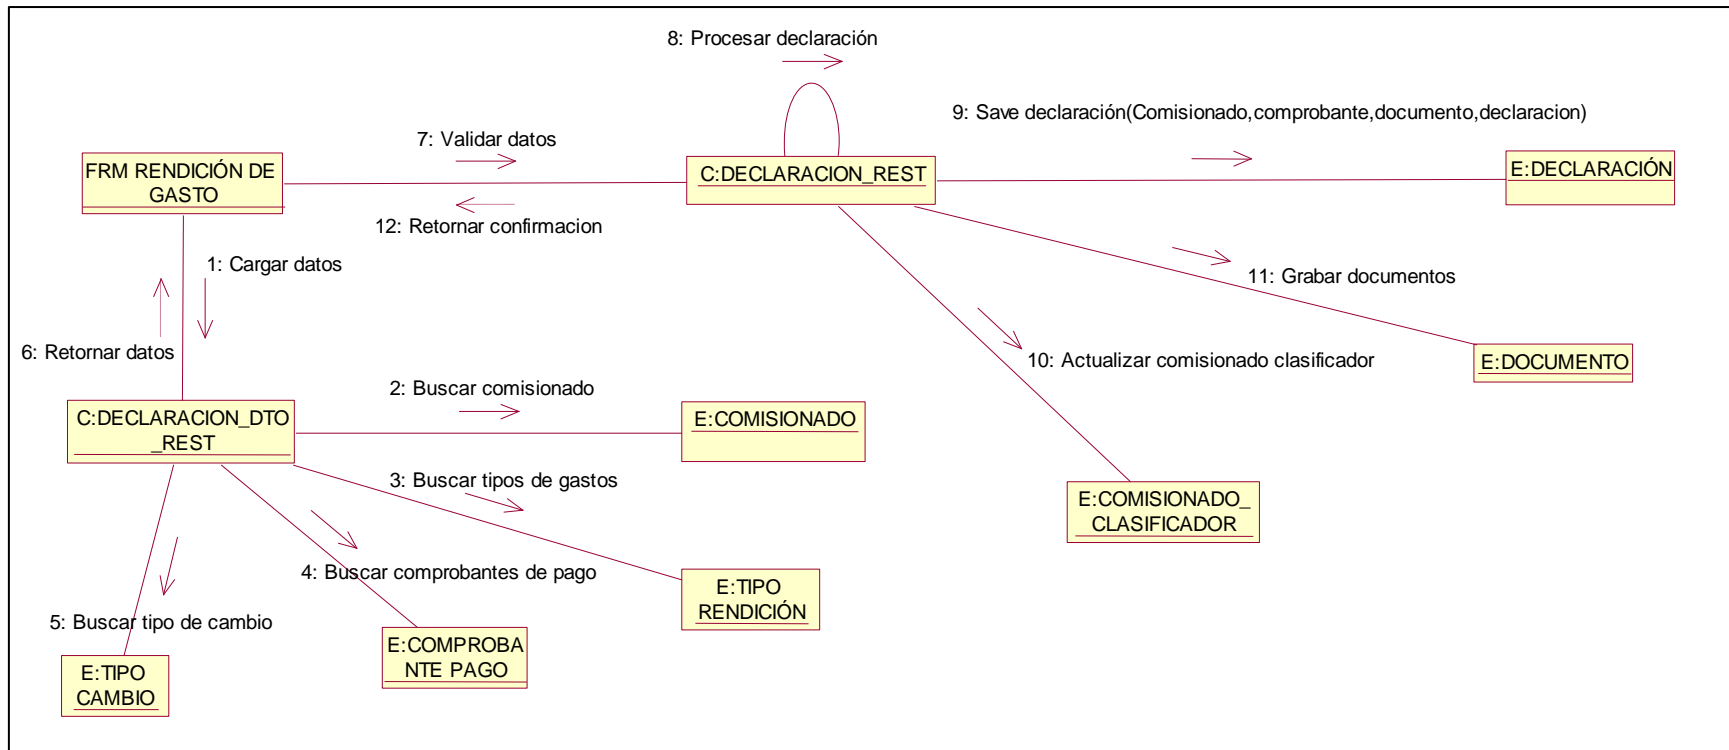 8: Procesar declaración
9: Save declaración(Comisionado,comprobante,documento,declaracion)
7: Validar datos
FRM RENDICIÓN DE
GASTO
C:DECLARACION_REST
E:DECLARACIÓN
12: Retornar confirmacion
1: Cargar datos
11: Grabar documentos
6: Retornar datos
10: Actualizar comisionado clasificador
E:DOCUMENTO
2: Buscar comisionado
C:DECLARACION_DTO
_REST
E:COMISIONADO
3: Buscar tipos de gastos
E:COMISIONADO_
CLASIFICADOR
4: Buscar comprobantes de pago
E:TIPO
RENDICIÓN
5: Buscar tipo de cambio
E:COMPROBA
NTE PAGO
E:TIPO
CAMBIO